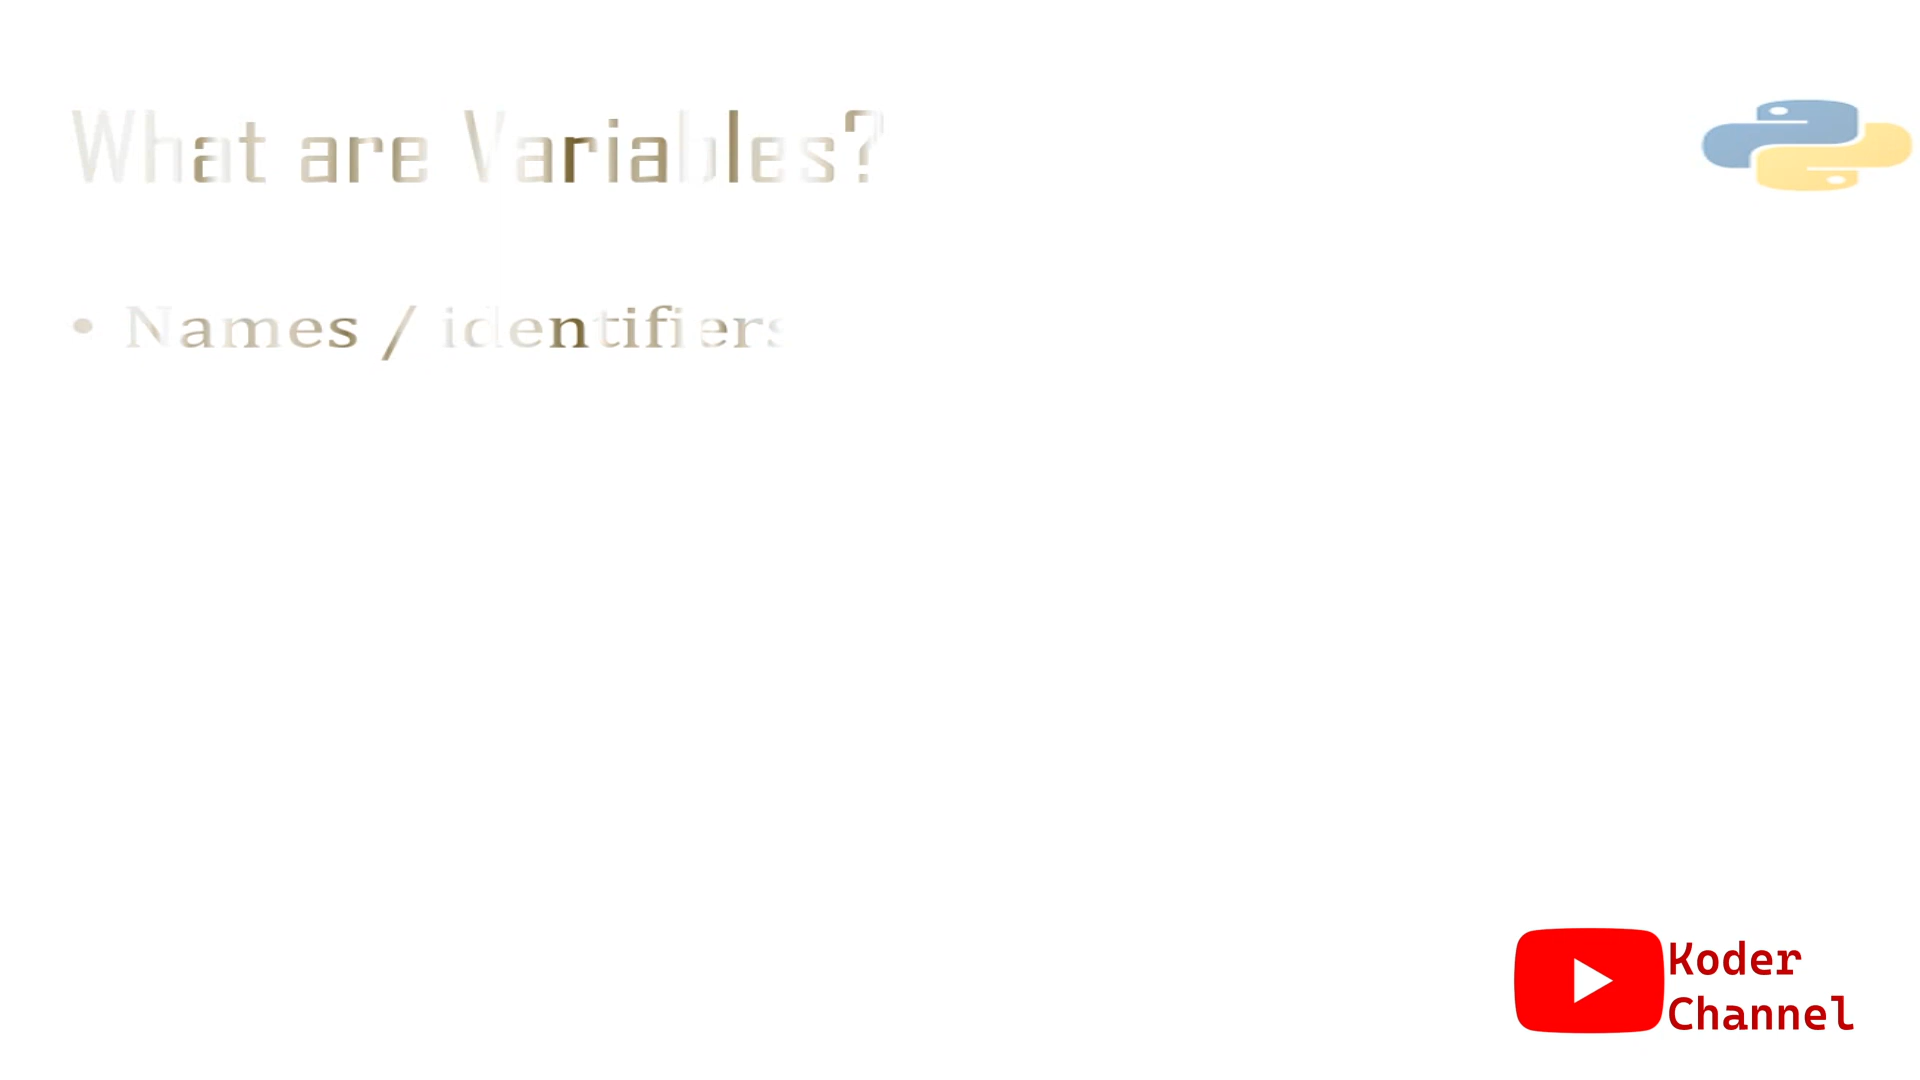 What are Variables?
• Names / identifiers
Koder
Channel